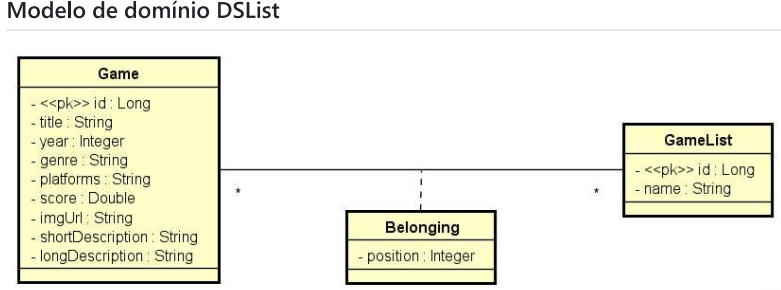 Modelo de domínio DSList
Game
- <<pk>> id : Long
- title : String
- year : Integer
- genre : String
- platforms : String
- score : Double
- imgUrl : String
- shortDescription : String
- longDescription : String
*
*
GameList
- <<pk>> id : Long
- name : String
Belonging
- position : Integer